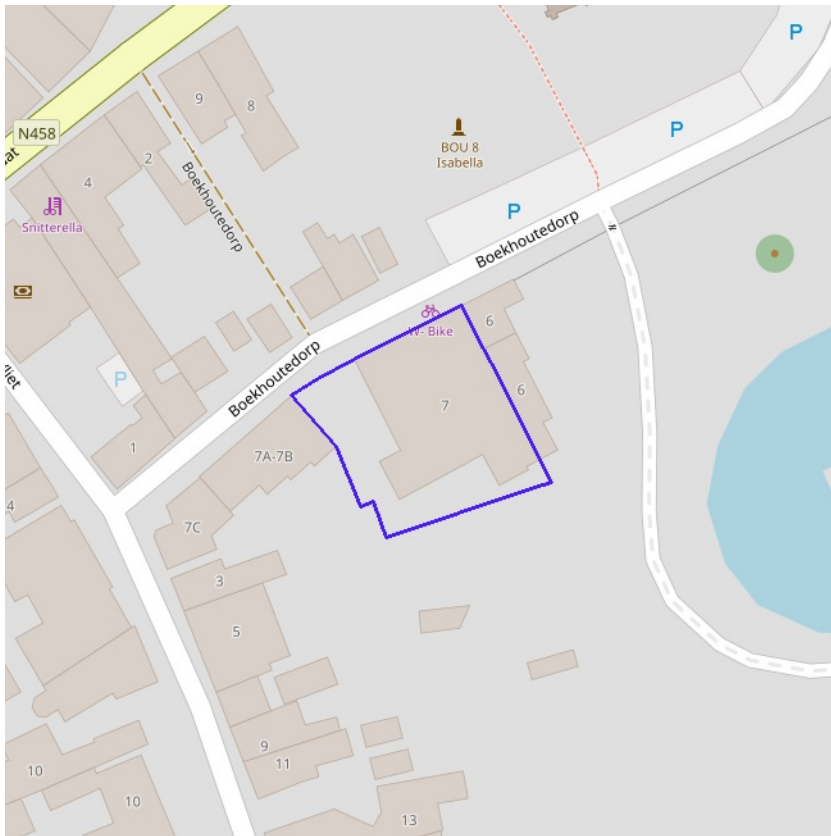 N458
9
8
2
4
Boekhoutedorp
Snitterella
BOU 8
Isabella
P
P
P
Boekhoutedorp
W- Bike
6
6
7
P
Boekhoutedorp
1
7A-7B
7C
4
3
5
9
11
10
10
13